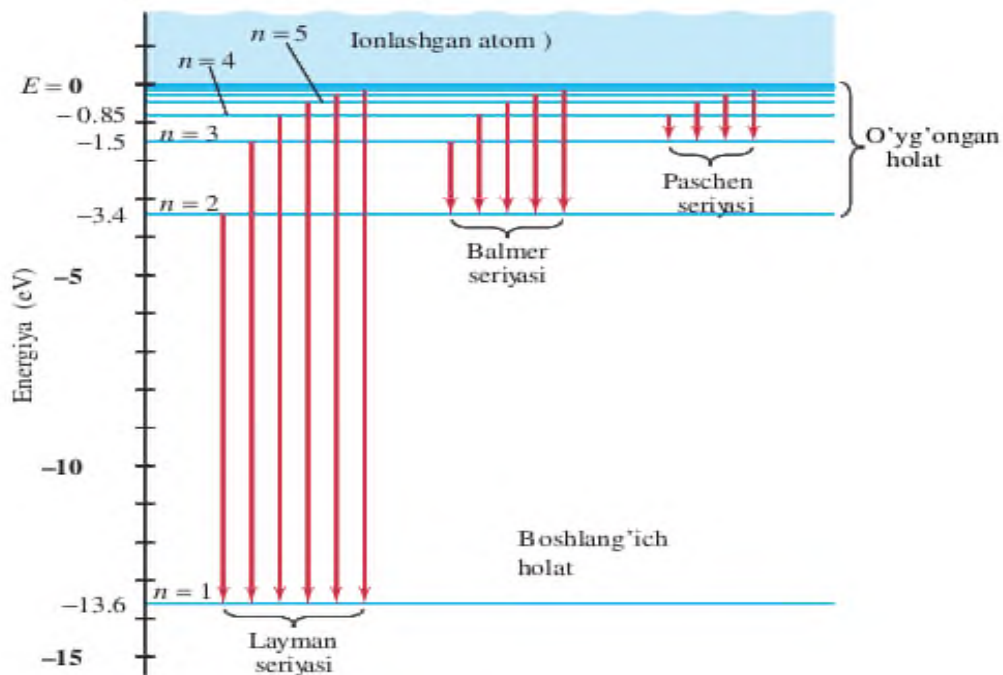 n = 5
Ionlashgan atom )
n = 4
E = 0
– 0.85
n = 3
–1.5
O'yg'ongan
holat
Paschen
seriyasi
n = 2
–3.4
Balmer
seriyasi
–5
Energiya (eV)
–10
Boshlang'ich
holat
n = 1
–13.6
Layman
seriyasi
–15